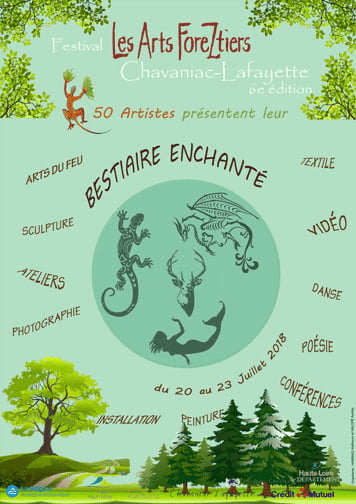 Festival Les Arts ForeZtiers
Chavaniac-Lafayette
6e édition
50 Artistes présentent leur
BESTIAIRE ENCHANTÉ
ARTS DU FEU
TEXTILE
SCULPTURE
VIDÉO
ATELIERS
DANSE
PHOTOGRAPHIE
POÉSIE
du 20 au 23 Juillet 2018
CONFÉRENCES
INSTALLATION
PEINTURE
Haute-Loire
DÉPARTEMENT
Chavaniac Lafayette
Crédit Mutuel